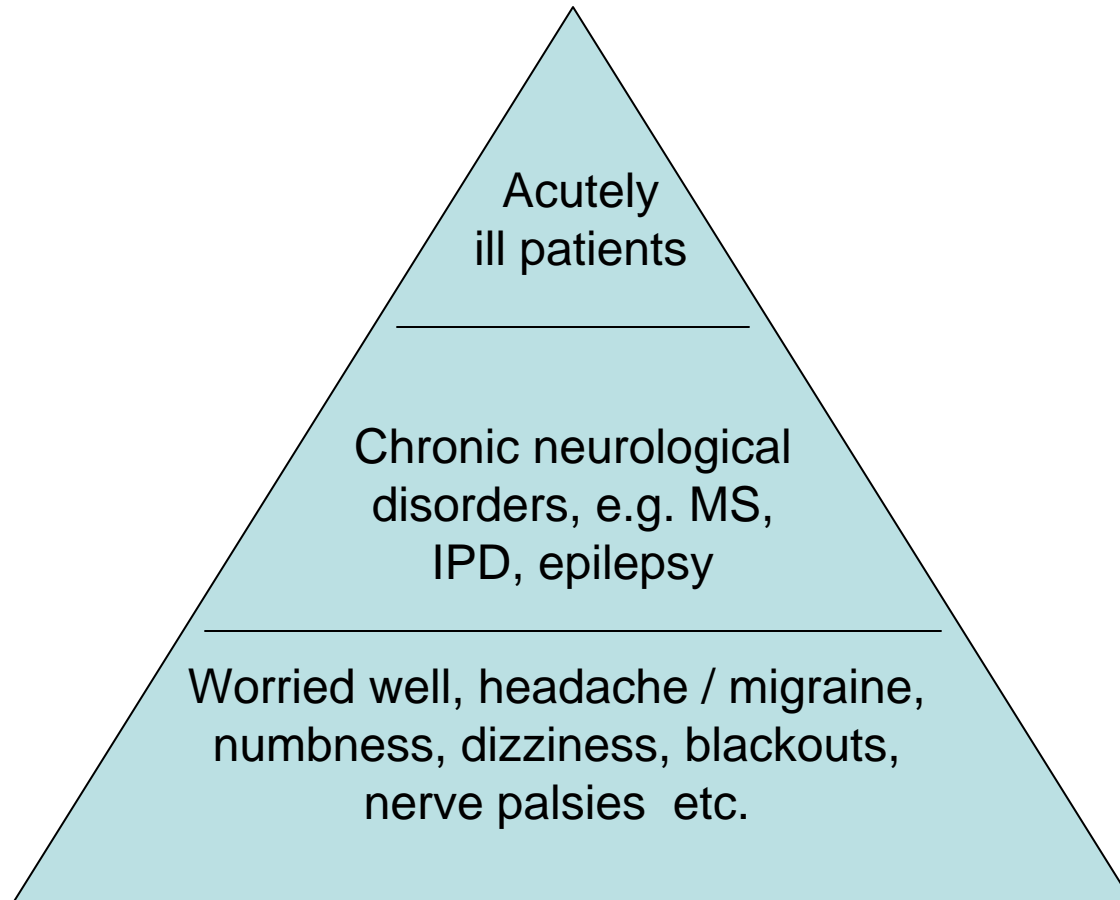 Acutely
ill patients
Chronic neurological
disorders, e.g. MS,
IPD, epilepsy
Worried well, headache / migraine,
numbness, dizziness, blackouts,
nerve palsies  etc.